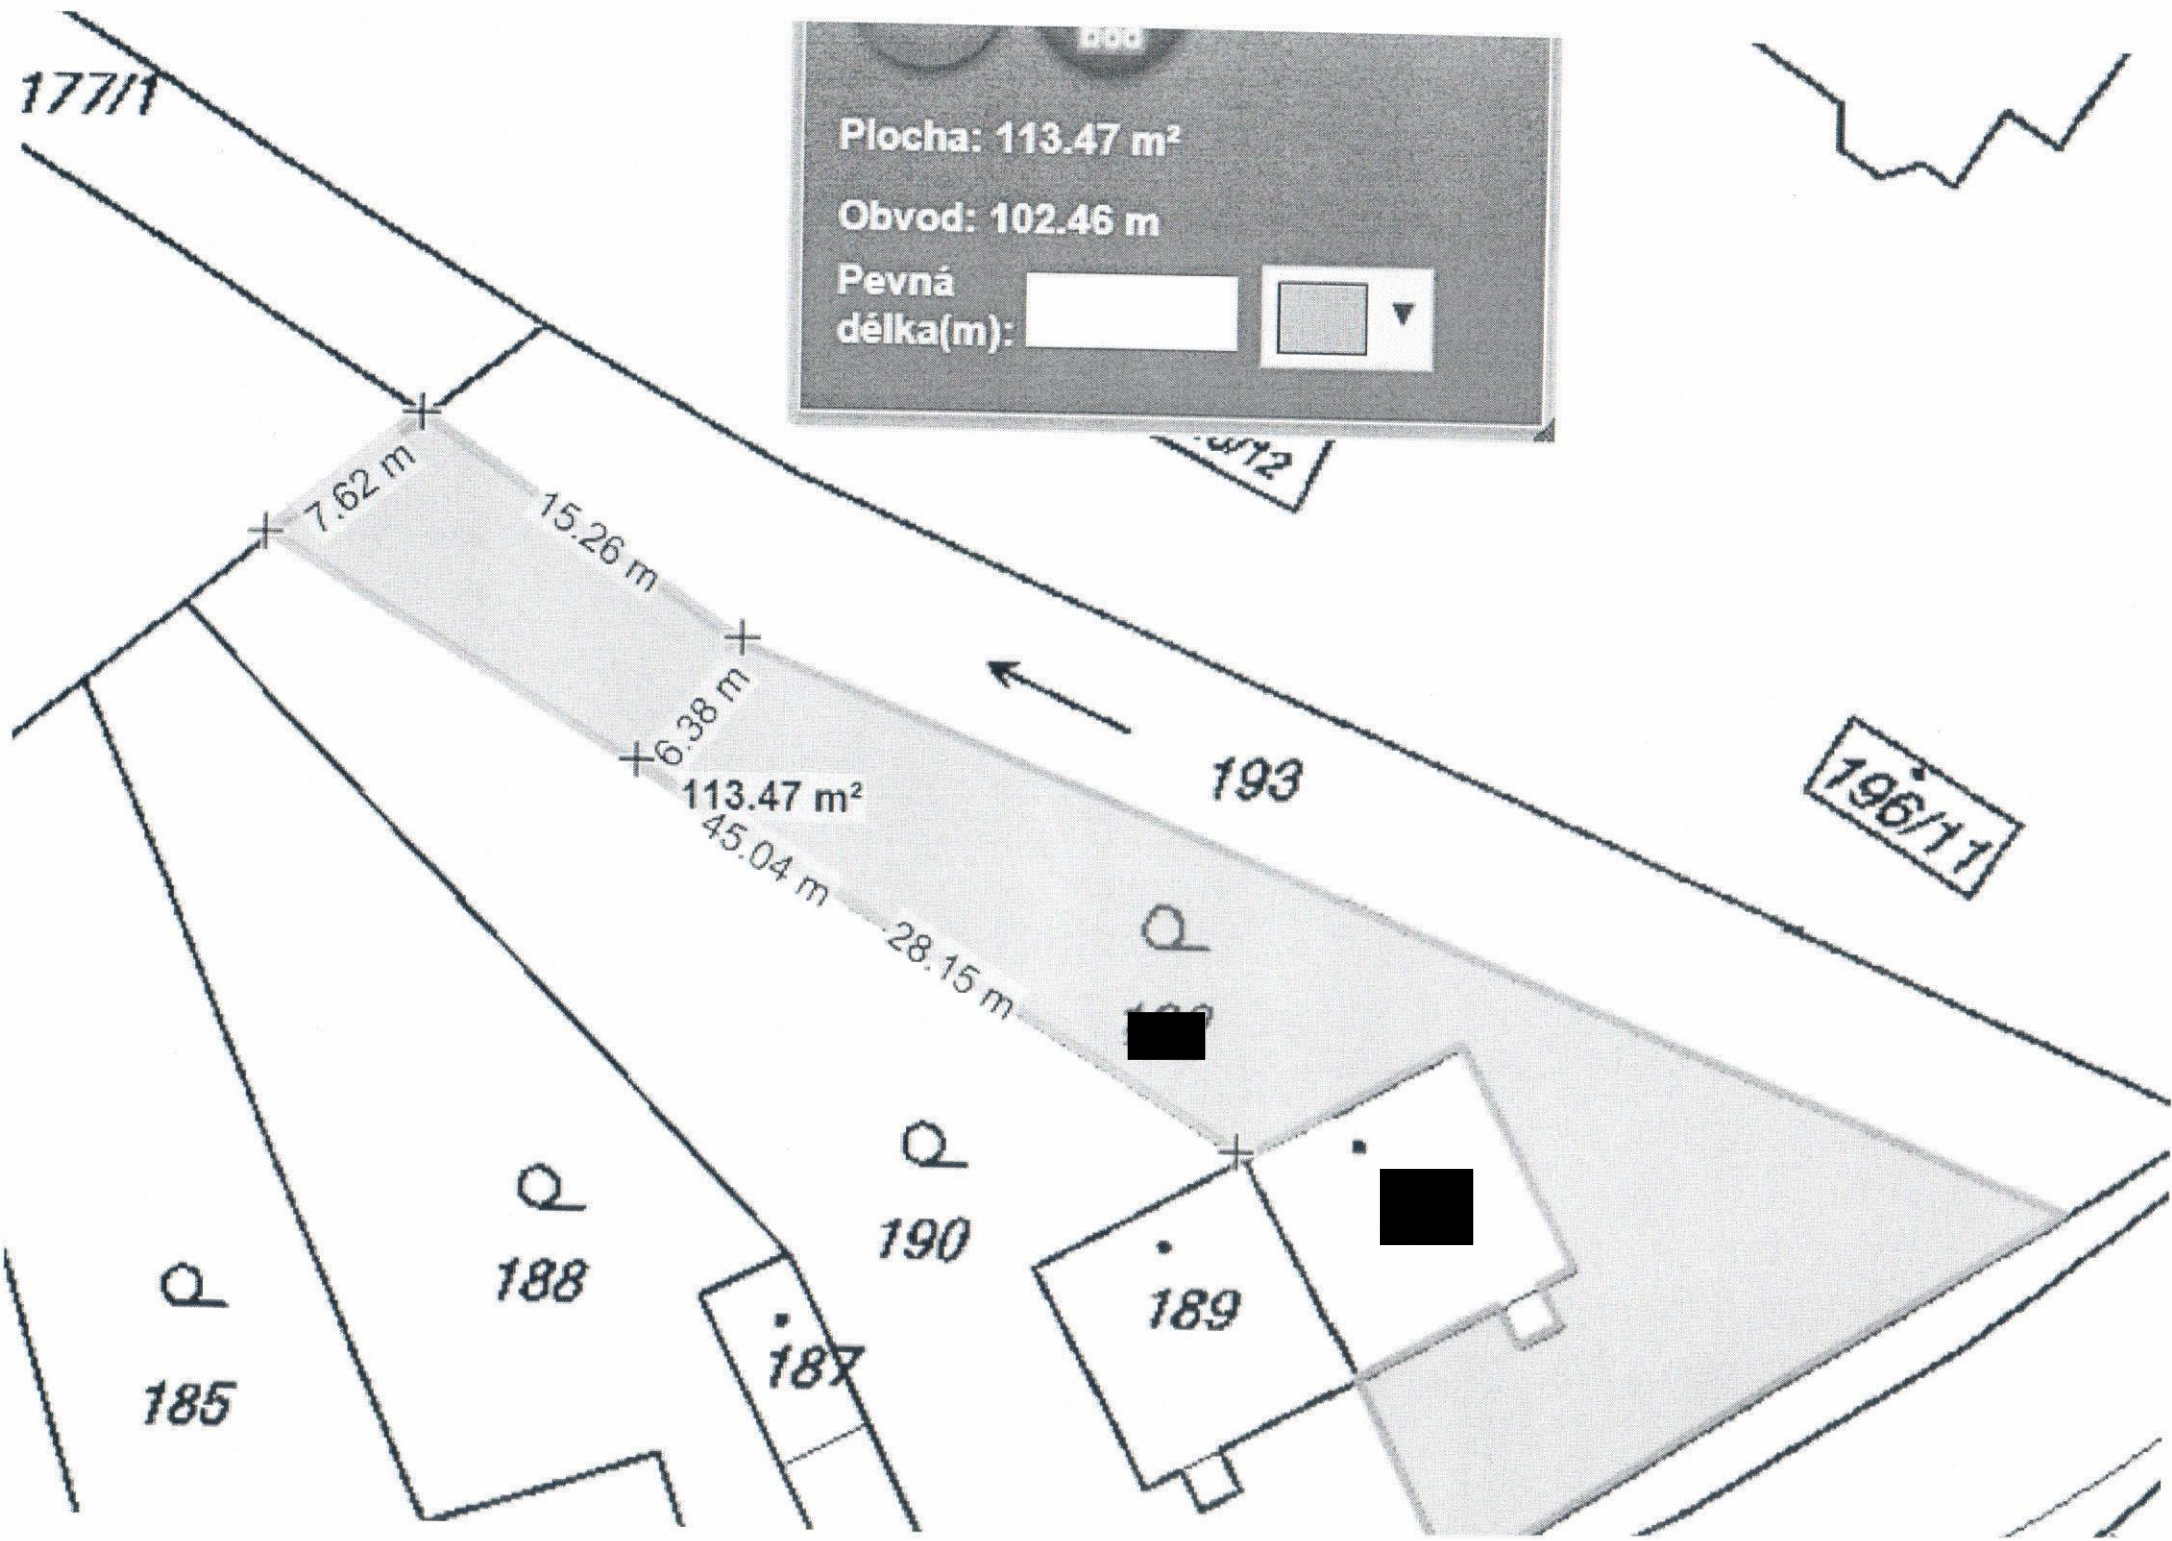 177/1
Plocha: 113.47 m²
Obvod: 102.46 m
Pevná
délka(m):
7.62 m
15.26 m
6.38 m
113.47 m²
45.04 m
28.15 m
193
196/11
190
188
189
187
185